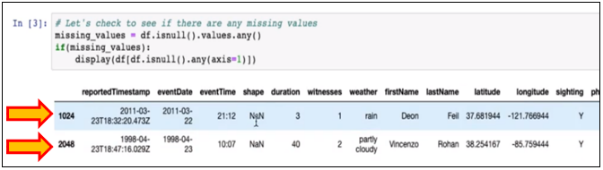 In [3]: # Let's check to see if there are any missing values
missing_values = df.isnull().values.any()
if(missing_values):
display(df[df.isnull().any(axis=1)])
reportedTimestamp eventDate eventTime shape duration witnesses weather firstName lastName latitude longitude sighting ph
1024 2011-03-23T18:32:20.473Z 2011-03-22 21:12 NaN 3 1 rain Deon Feil 37.681944 -121.766944 Y
2048 1998-04-23T18:47:16.029Z 1998-04-23 10:07 NaN 40 2 partly cloudy Vincenzo Rohan 38.254167 -85.759444 Y